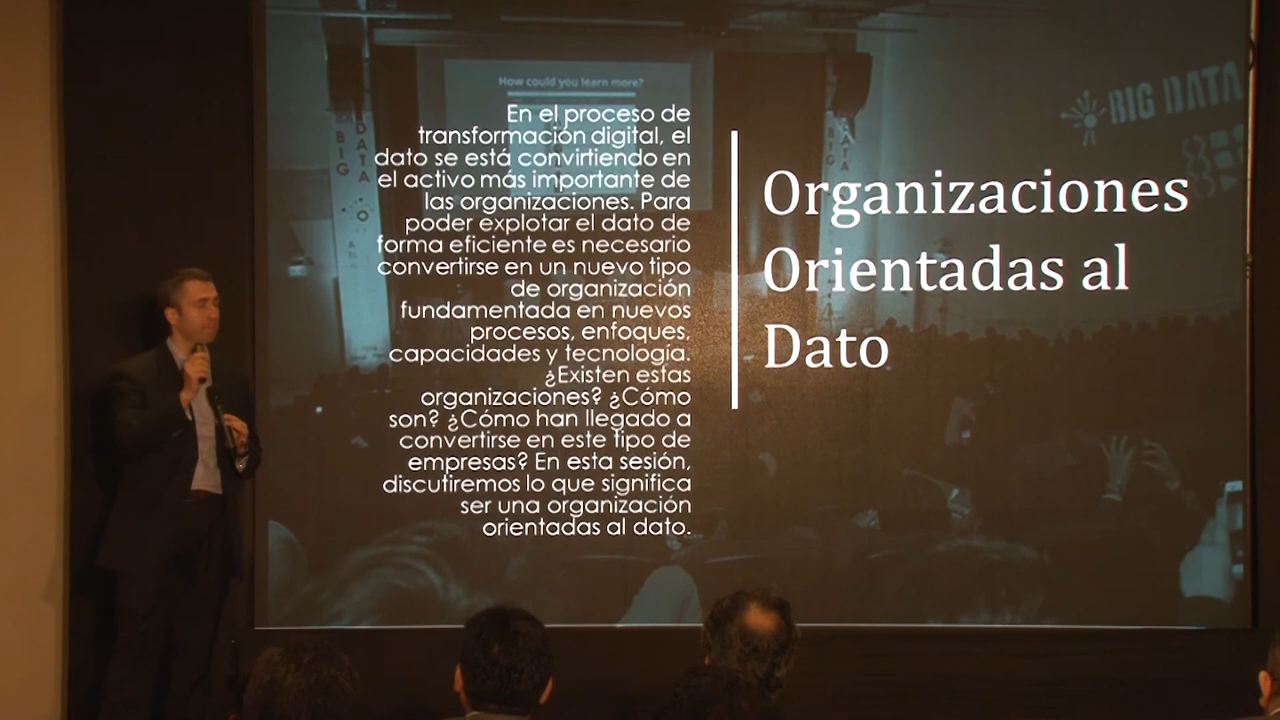 How could you learn more?
En el proceso de
transformación digital, el
dato se está convirtiendo en
el activo más importante de
las organizaciones. Para
poder explotar el dato de
forma eficiente es necesario
convertirse en un nuevo tipo
de organización
fundamentada en nuevos
procesos, enfoques,
capacidades y tecnología.
¿Existen estas
organizaciones? ¿Cómo
son? ¿Cómo han llegado a
convertirse en este tipo de
empresas? En esta sesión,
discutiremos lo que significa
ser una organización
orientadas al dato.
Organizaciones
Orientadas al
Dato
BIG DATA
BIG
DATA
BIG
DATA